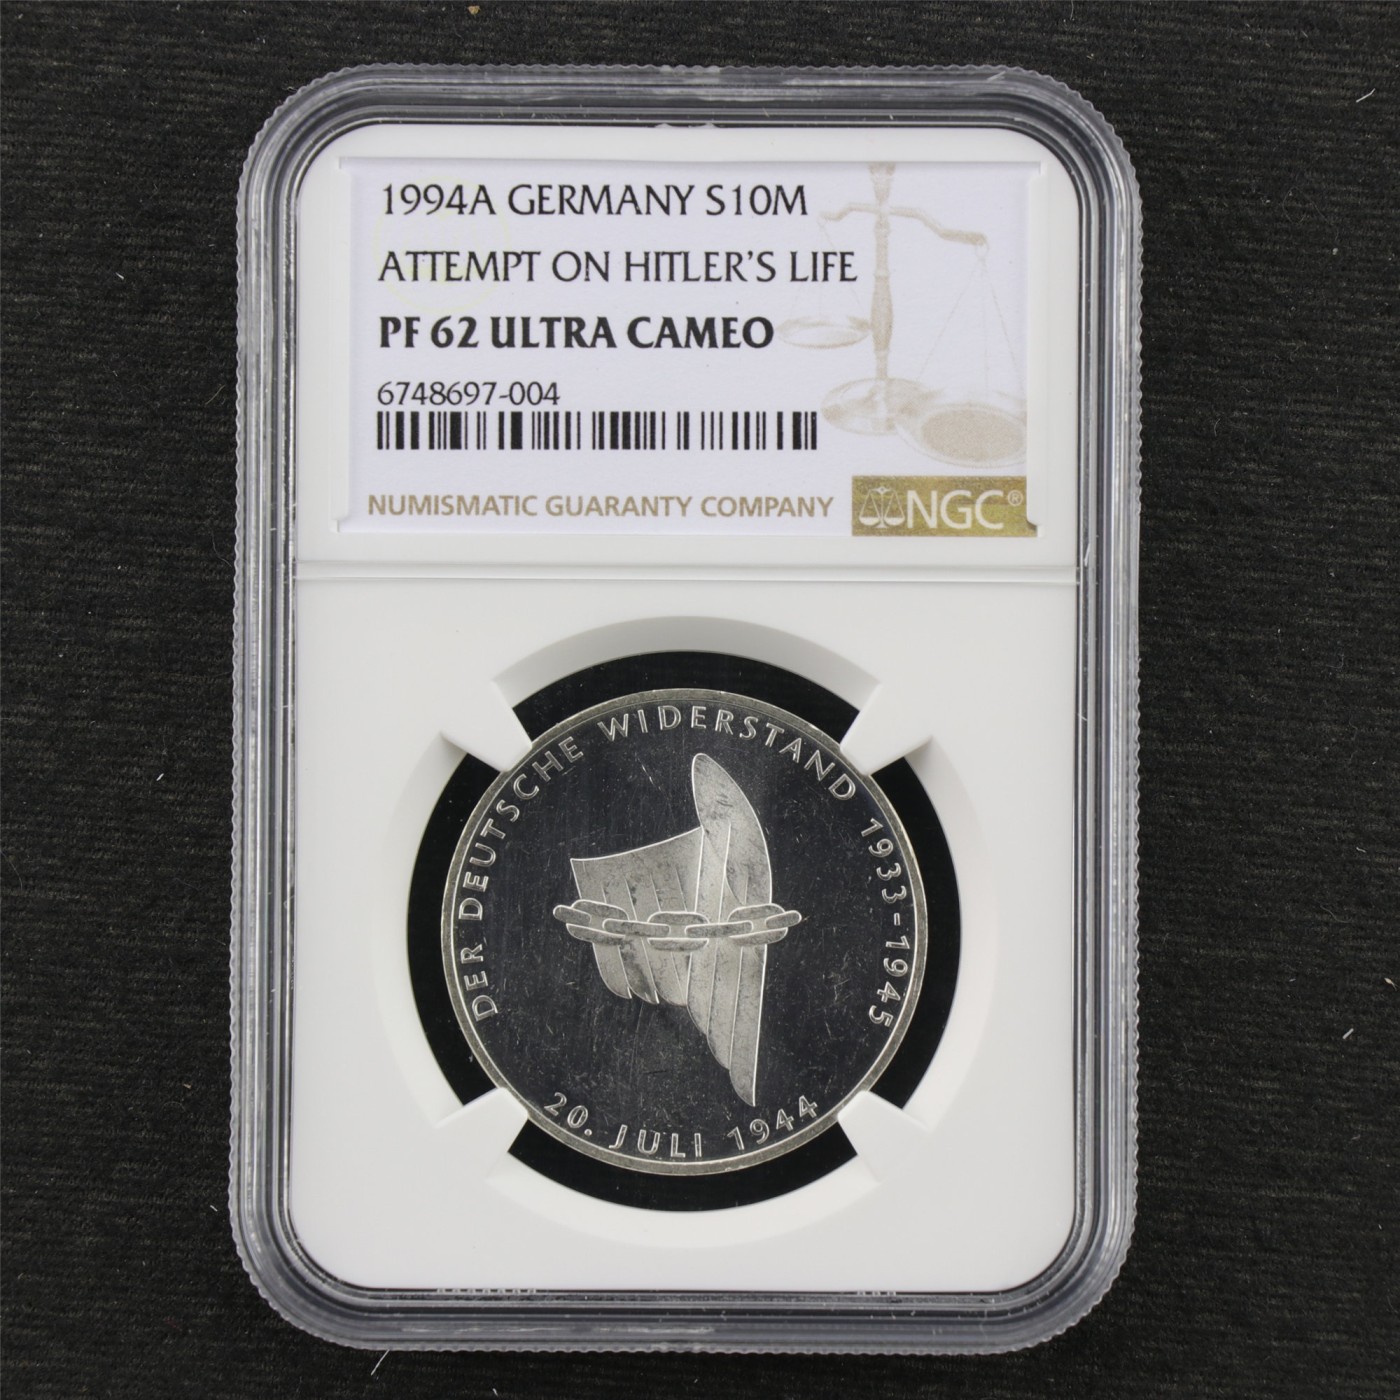 1994A GERMANY S10M
ATTEMPT ON HITLER'S LIFE
PF 62 ULTRA CAMEO
6748697-004
NUMISMATIC GUARANTY COMPANY
NGC®
DER DEUTSCHE WIDERSTAND 1933-1945
20. JULI 1944